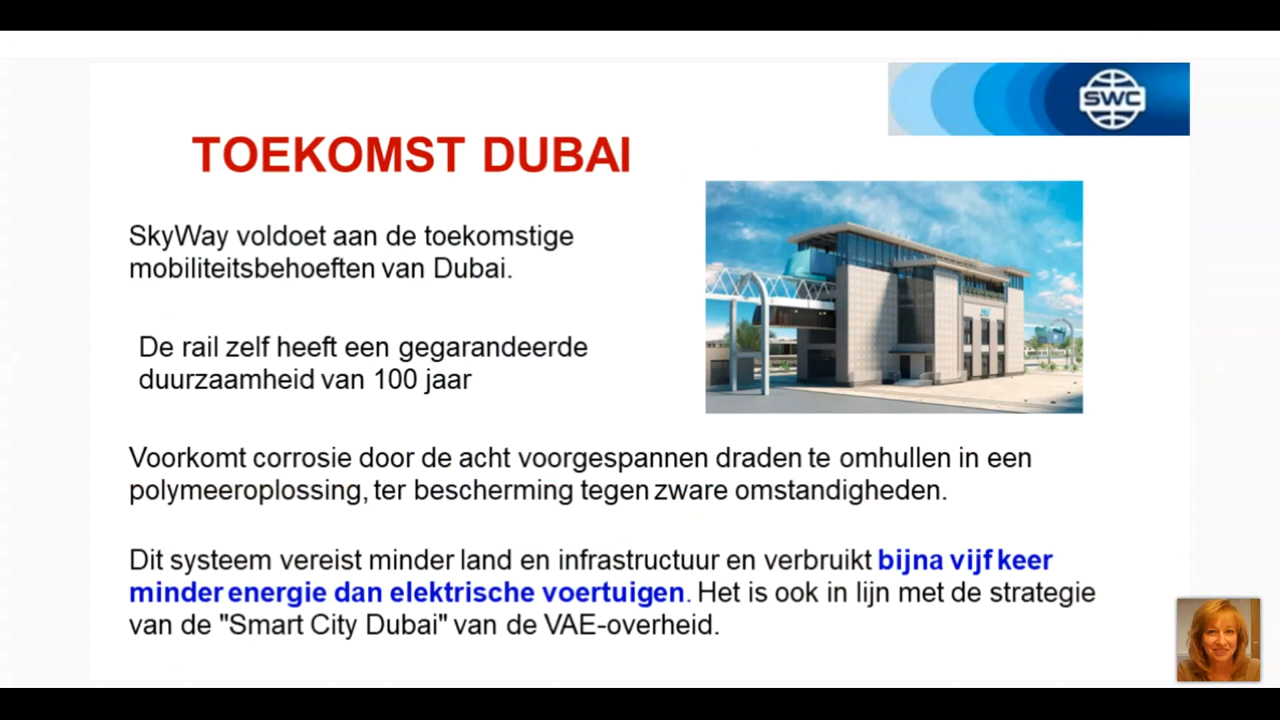 SWC
TOEKOMST DUBAI
SkyWay voldoet aan de toekomstige
mobiliteitsbehoeften van Dubai.
De rail zelf heeft een gegarandeerde
duurzaamheid van 100 jaar
Voorkomt corrosie door de acht voorgespannen draden te omhullen in een
polymeeroplossing, ter bescherming tegen zware omstandigheden.
Dit systeem vereist minder land en infrastructuur en verbruikt bijna vijf keer
minder energie dan elektrische voertuigen. Het is ook in lijn met de strategie
van de "Smart City Dubai" van de VAE-overheid.